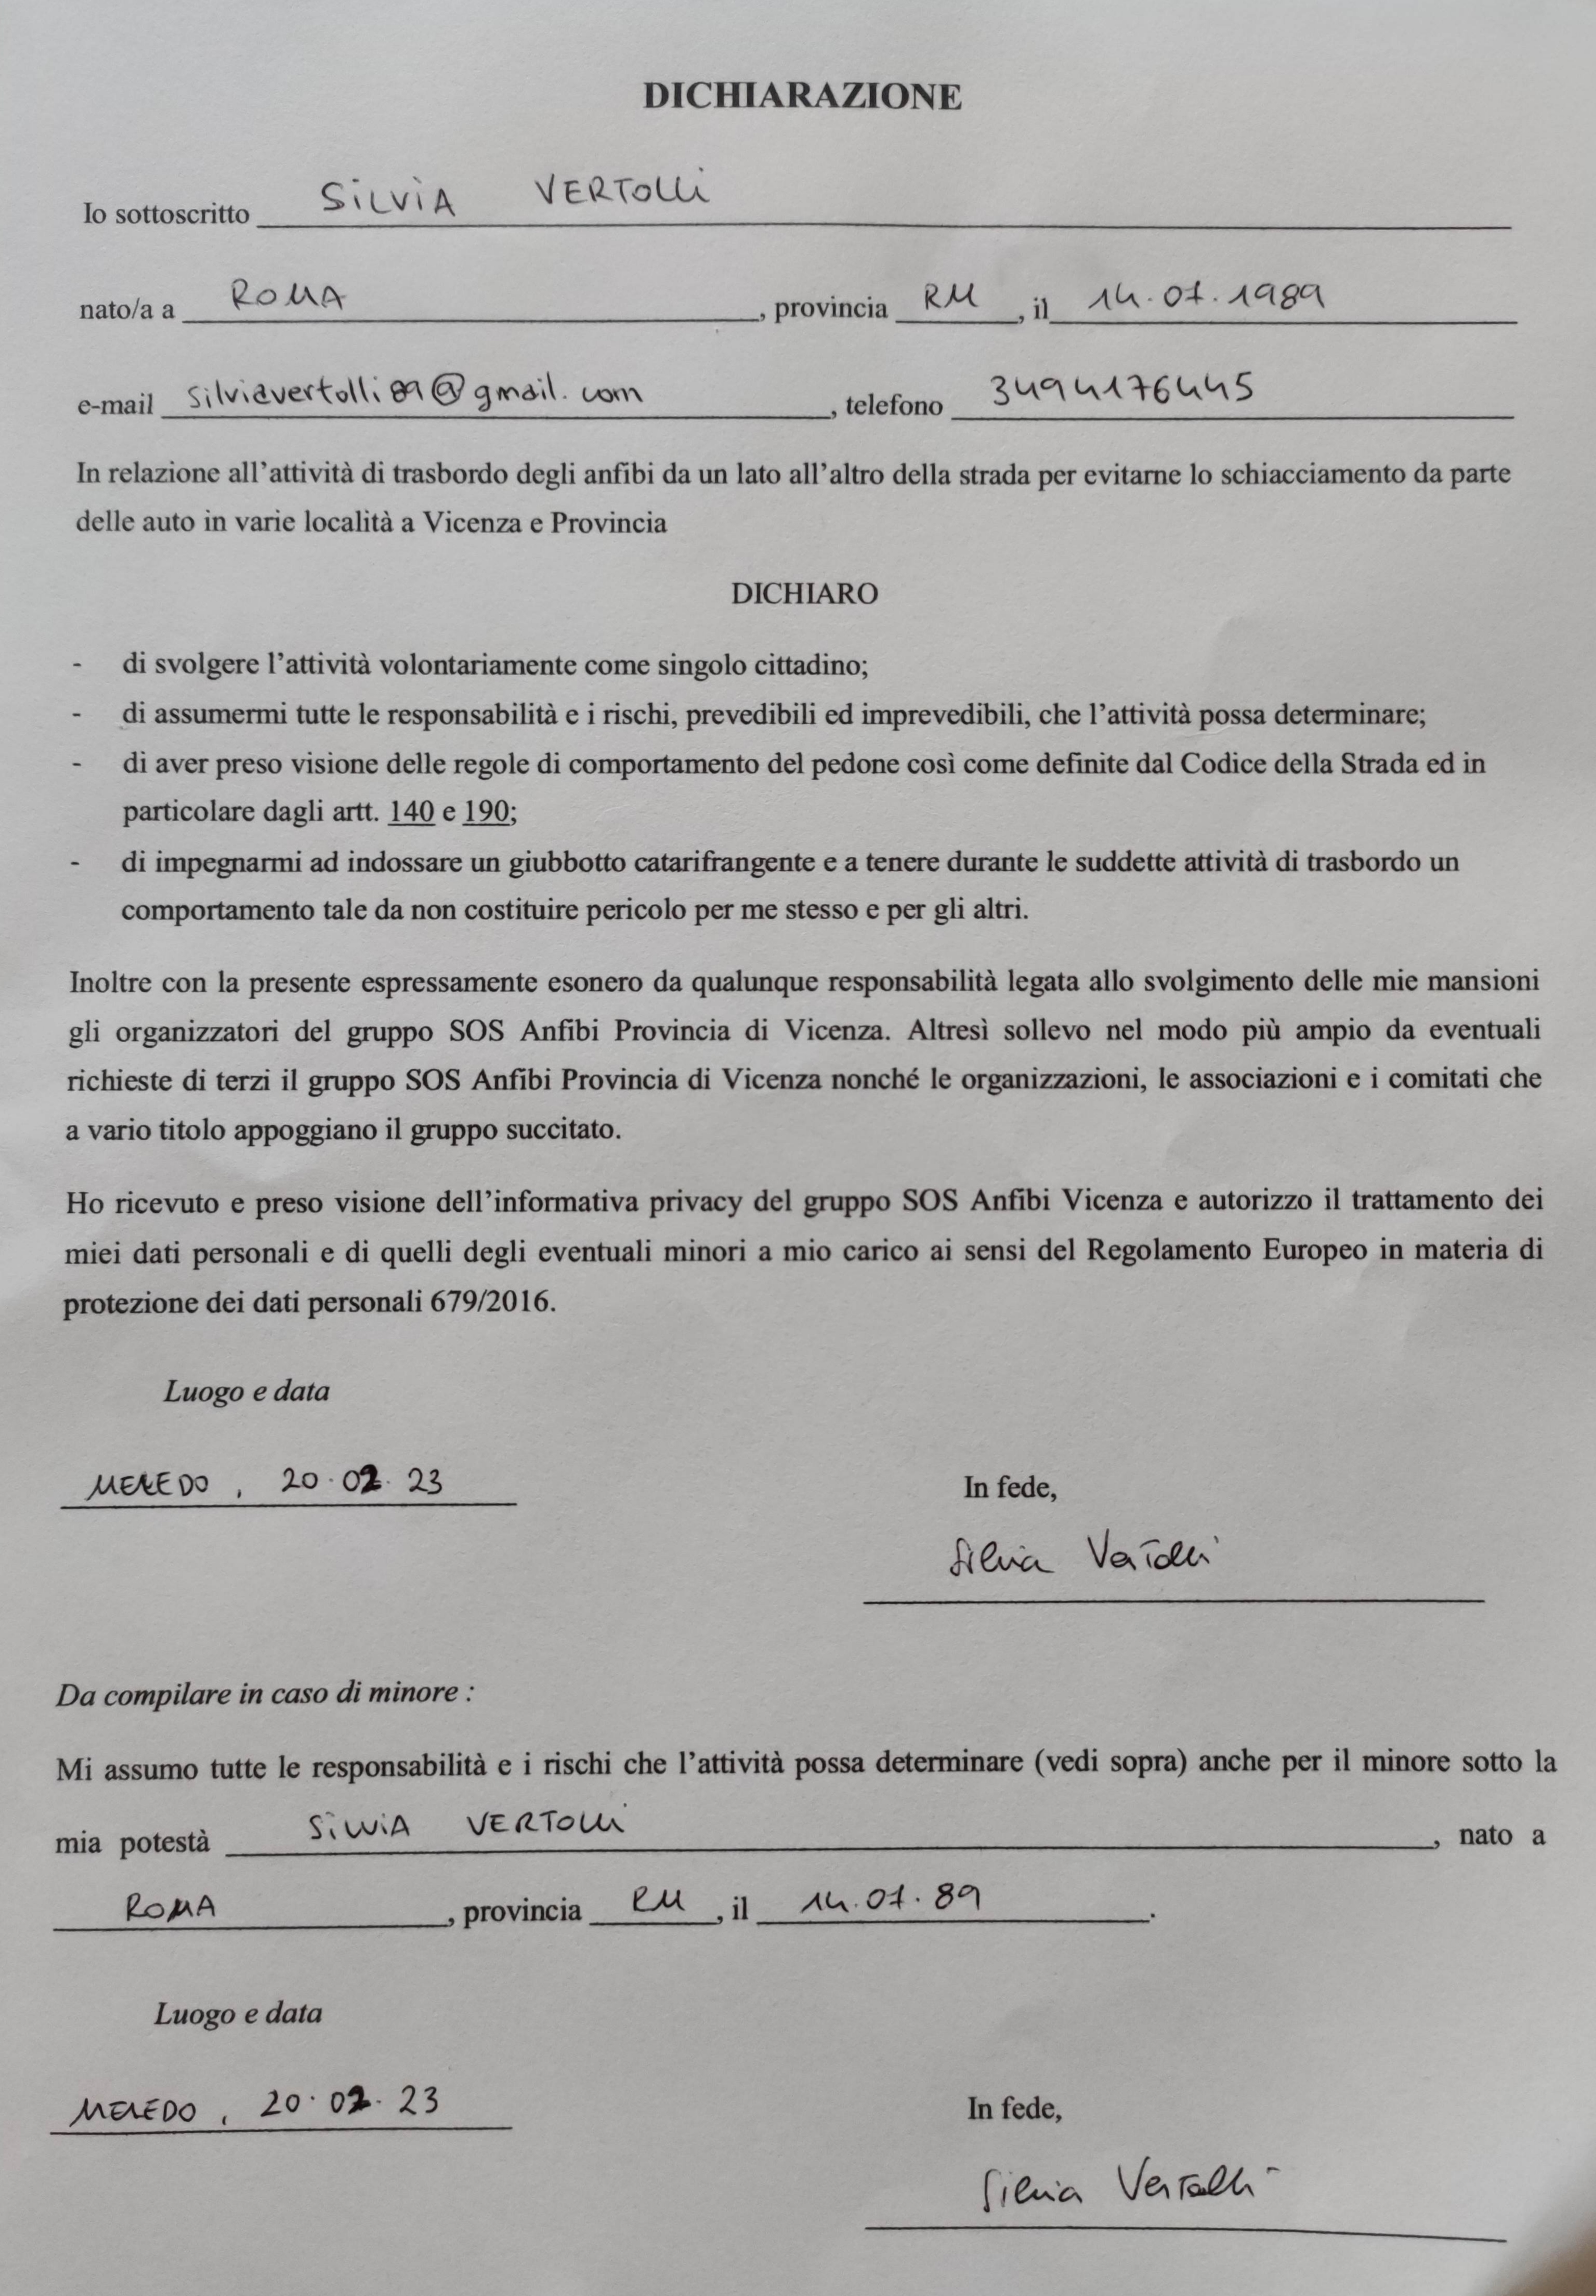 DICHIARAZIONE
Io sottoscritto SILVIA VERTOLLI
nato/a a ROMA, provincia RM, il 14.07.1989
e-mail silviavertolli89@gmail.com, telefono 3494176445
In relazione all'attività di trasbordo degli anfibi da un lato all'altro della strada per evitarne lo schiacciamento da parte
delle auto in varie località a Vicenza e Provincia
DICHIARO
- di svolgere l'attività volontariamente come singolo cittadino;
- di assumermi tutte le responsabilità e i rischi, prevedibili ed imprevedibili, che l'attività possa determinare;
- di aver preso visione delle regole di comportamento del pedone così come definite dal Codice della Strada ed in
particolare dagli artt. 140 e 190;
- di impegnarmi ad indossare un giubbotto catarifrangente e a tenere durante le suddette attività di trasbordo un
comportamento tale da non costituire pericolo per me stesso e per gli altri.
Inoltre con la presente espressamente esonero da qualunque responsabilità legata allo svolgimento delle mie mansioni
gli organizzatori del gruppo SOS Anfibi Provincia di Vicenza. Altresì sollevo nel modo più ampio da eventuali
richieste di terzi il gruppo SOS Anfibi Provincia di Vicenza nonché le organizzazioni, le associazioni e i comitati che
a vario titolo appoggiano il gruppo succitato.
Ho ricevuto e preso visione dell'informativa privacy del gruppo SOS Anfibi Vicenza e autorizzo il trattamento dei
miei dati personali e di quelli degli eventuali minori a mio carico ai sensi del Regolamento Europeo in materia di
protezione dei dati personali 679/2016.
Luogo e data
MELEDO, 20.02.23
In fede,
Silvia Vertolli
Da compilare in caso di minore :
Mi assumo tutte le responsabilità e i rischi che l'attività possa determinare (vedi sopra) anche per il minore sotto la
mia potestà SILVIA VERTOLLI, nato a
ROMA, provincia RM, il 14.07.89.
Luogo e data
MELEDO, 20.02.23
In fede,
Silvia Vertolli